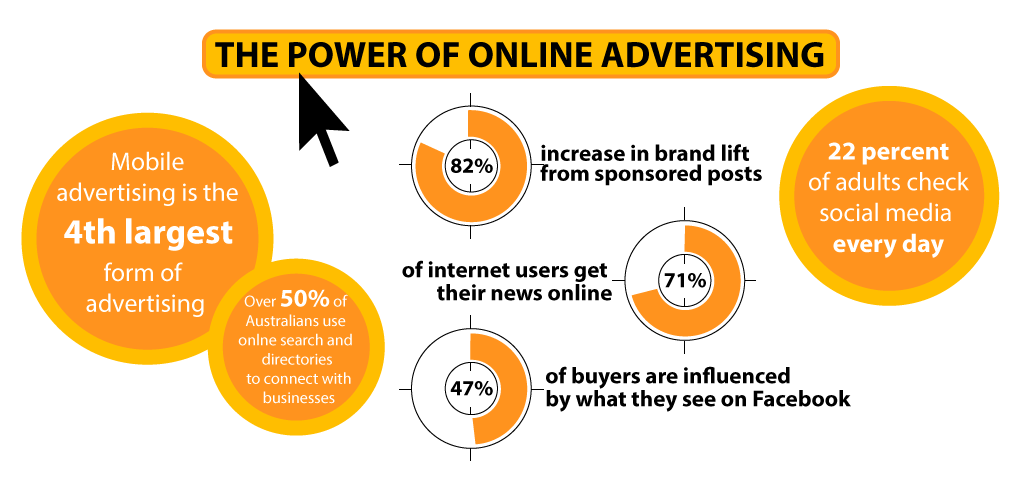 THE POWER OF ONLINE ADVERTISING
Mobile
advertising is the
4th largest
form of
advertising
Over 50% of
Australians use
onlne search and
directories
to connect with
businesses
82%
increase in brand lift
from sponsored posts
of internet users get
their news online
71%
47%
of buyers are influenced
by what they see on Facebook
22 percent
of adults check
social media
every day